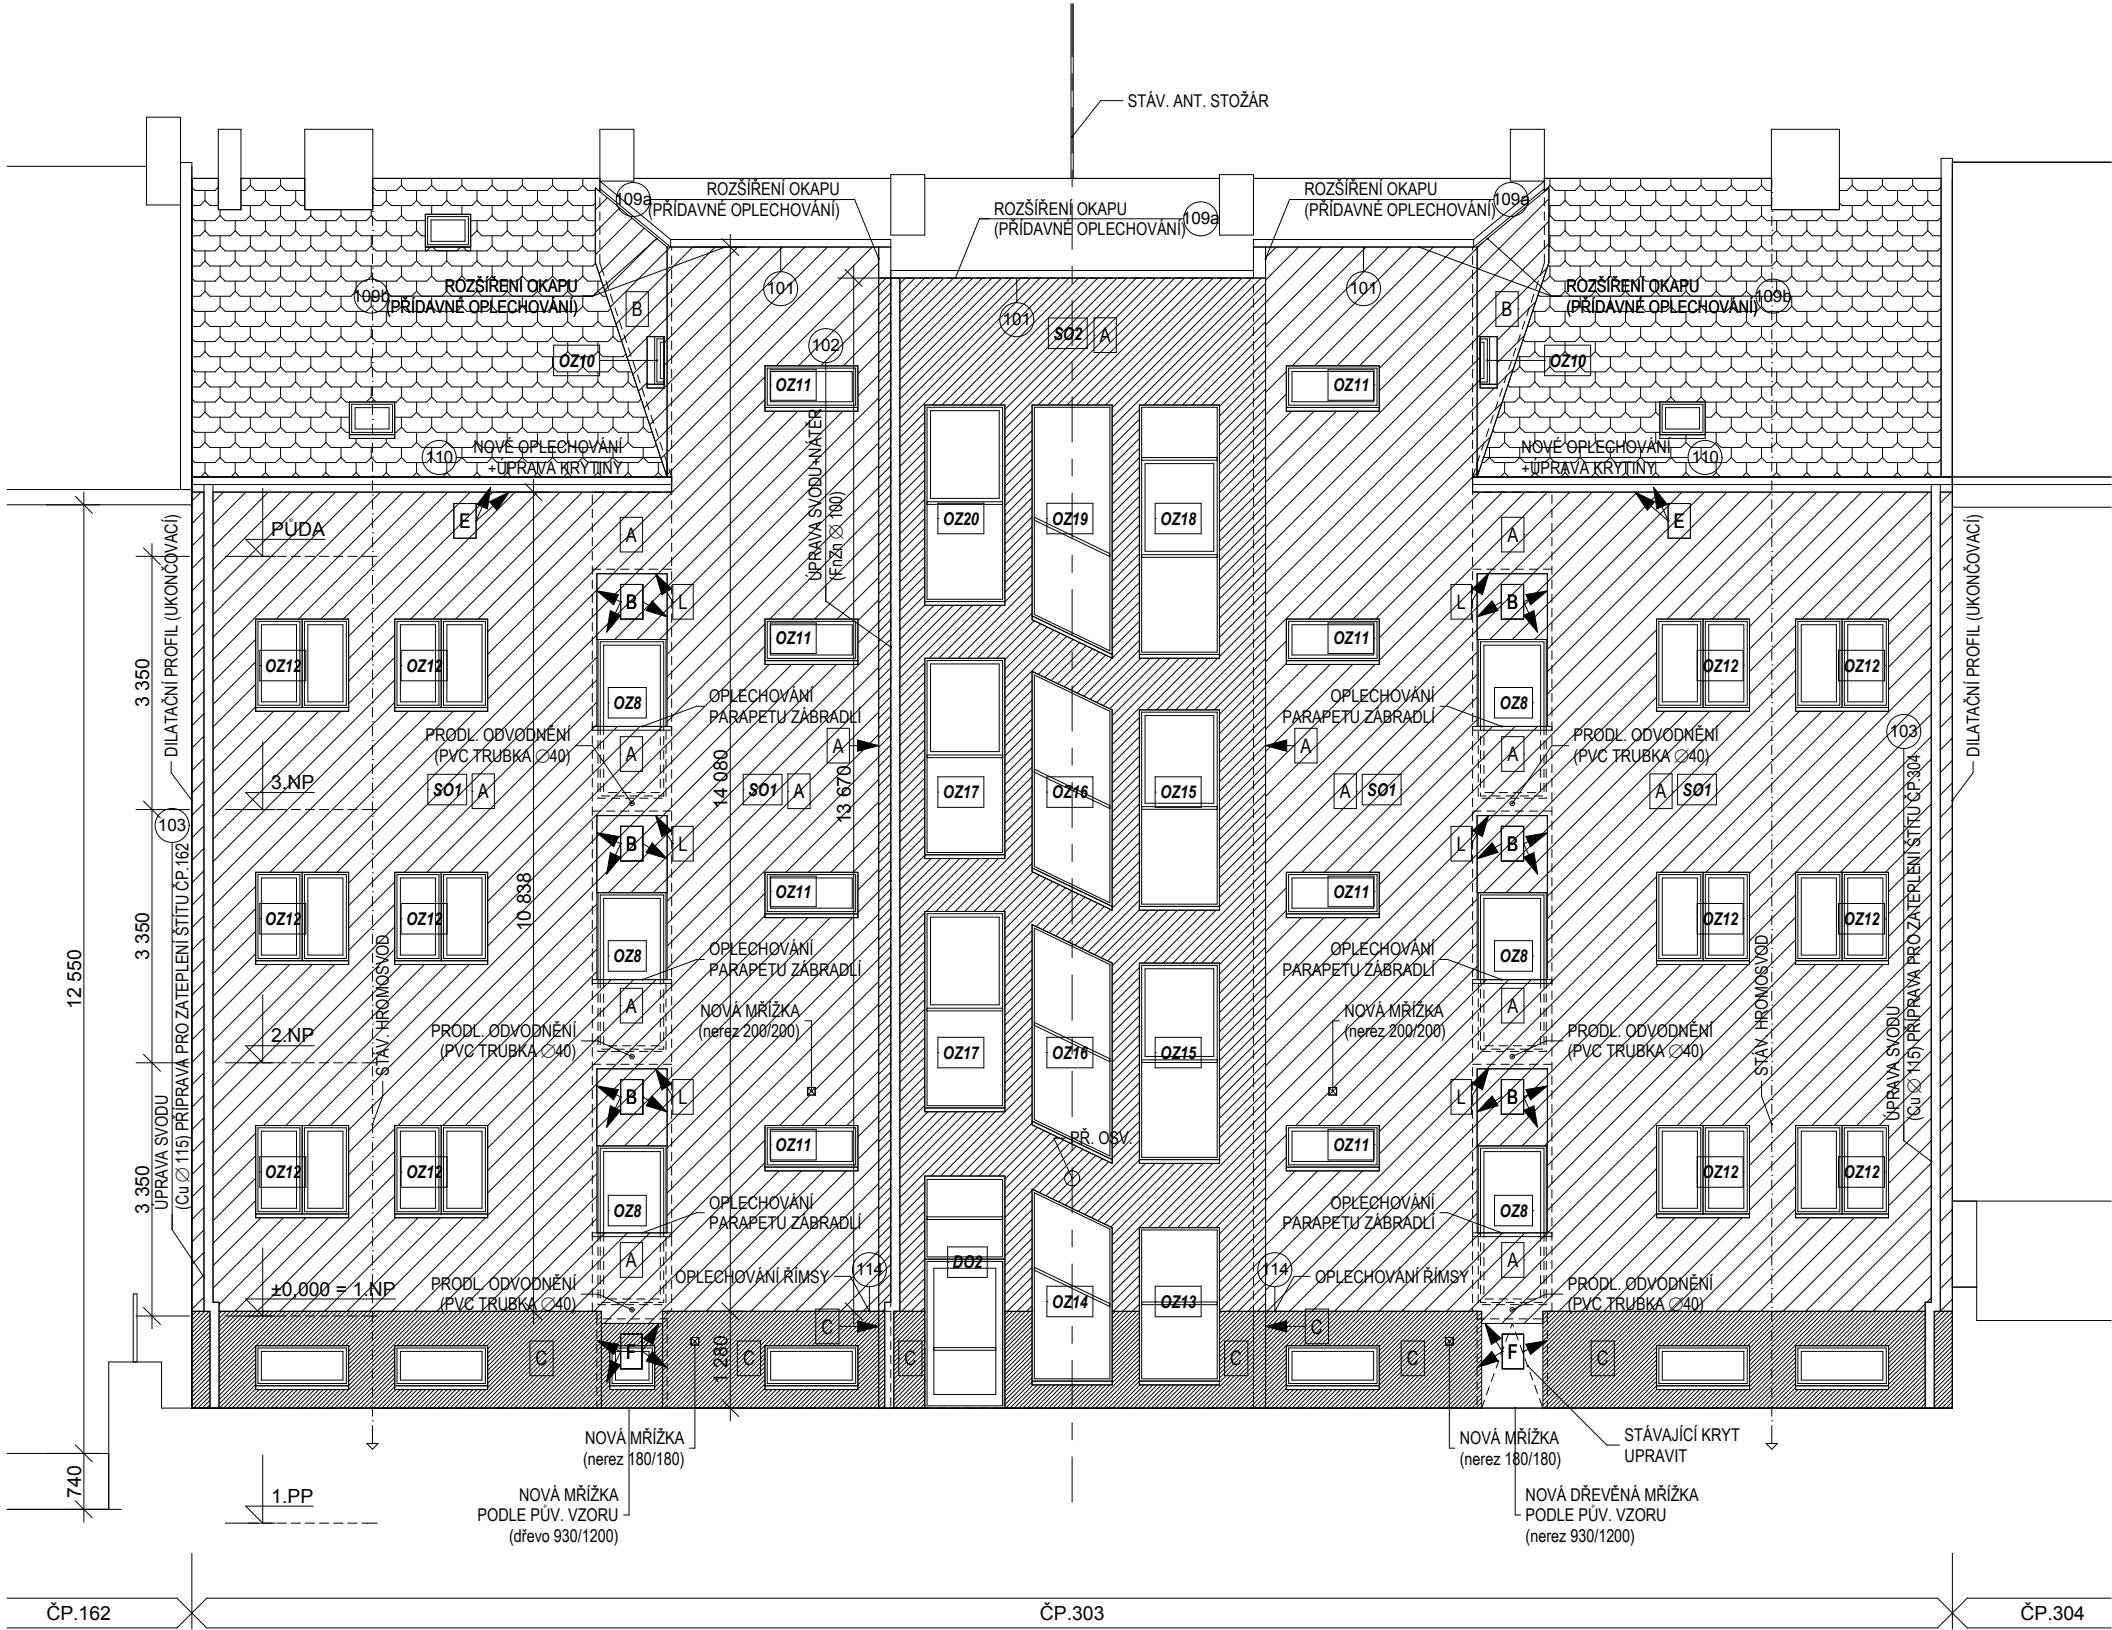 STÁV. ANT. STOŽÁR
ROZŠÍŘENÍ OKAPU
(PŘÍDAVNÉ OPLECHOVÁNÍ)
109a
ROZŠÍŘENÍ OKAPU
(PŘÍDAVNÉ OPLECHOVÁNÍ)
109a
ROZŠÍŘENÍ OKAPU
(PŘÍDAVNÉ OPLECHOVÁNÍ)
109a
ROZŠÍŘENÍ OKAPU
(PŘÍDAVNÉ OPLECHOVÁNÍ)
109b
B
101
101
101
SO2
A
102
B
ROZŠÍŘENÍ OKAPU
(PŘÍDAVNÉ OPLECHOVÁNÍ)
109b
OZ10
OZ11
OZ11
OZ10
110
NOVÉ OPLECHOVÁNÍ
+ÚPRAVA KRYTINY
NOVÉ OPLECHOVÁNÍ
+ÚPRAVA KRYTINY
110
ÚPRAVA SVODU+NÁTĚR
(FnZn ∅ 100)
PŮDA
E
A
OZ20
OZ19
OZ18
A
E
DILATAČNÍ PROFIL (UKONČOVACÍ)
DILATAČNÍ PROFIL (UKONČOVACÍ)
B
L
L
B
OZ12
OZ12
OZ11
OZ11
OZ12
OZ12
OZ8
OZ8
OPLECHOVÁNÍ
PARAPETU ZÁBRADLÍ
OPLECHOVÁNÍ
PARAPETU ZÁBRADLÍ
PRODL. ODVODNĚNÍ
(PVC TRUBKA ∅40)
PRODL. ODVODNĚNÍ
(PVC TRUBKA ∅40)
A
A
A
A
3.NP
SO1
A
SO1
A
OZ17
OZ16
OZ15
A
SO1
A
SO1
103
103
3 350
3 350
3 350
12 550
740
10 838
14 080
13 670
1 280
B
L
L
B
OZ12
OZ12
OZ11
OZ11
OZ12
OZ12
OZ8
OZ8
OPLECHOVÁNÍ
PARAPETU ZÁBRADLÍ
OPLECHOVÁNÍ
PARAPETU ZÁBRADLÍ
A
A
NOVÁ MŘÍŽKA
(nerez 200/200)
NOVÁ MŘÍŽKA
(nerez 200/200)
2.NP
PRODL. ODVODNĚNÍ
(PVC TRUBKA ∅40)
PRODL. ODVODNĚNÍ
(PVC TRUBKA ∅40)
OZ17
OZ16
OZ15
STÁV. HROMOSVOD
STÁV. HROMOSVOD
ÚPRAVA SVODU
(Cu ∅ 115) PŘÍPRAVA PRO ZATEPLENÍ ŠTÍTU ČP.162
ÚPRAVA SVODU
(Cu ∅ 115) PŘÍPRAVA PRO ZATEPLENÍ ŠTÍTU ČP.304
B
L
L
B
PŘ. OSV.
OZ12
OZ12
OZ11
OZ11
OZ12
OZ12
OZ8
OZ8
OPLECHOVÁNÍ
PARAPETU ZÁBRADLÍ
OPLECHOVÁNÍ
PARAPETU ZÁBRADLÍ
A
A
DO2
OPLECHOVÁNÍ ŘÍMSY
114
114
OPLECHOVÁNÍ ŘÍMSY
±0,000 = 1.NP
PRODL. ODVODNĚNÍ
(PVC TRUBKA ∅40)
PRODL. ODVODNĚNÍ
(PVC TRUBKA ∅40)
OZ14
OZ13
C
C
C
F
C
C
C
C
F
C
NOVÁ MŘÍŽKA
(nerez 180/180)
NOVÁ MŘÍŽKA
(nerez 180/180)
STÁVAJÍCÍ KRYT
UPRAVIT
1.PP
NOVÁ MŘÍŽKA
PODLE PŮV. VZORU
(dřevo 930/1200)
NOVÁ DŘEVĚNÁ MŘÍŽKA
PODLE PŮV. VZORU
(nerez 930/1200)
ČP.162
ČP.303
ČP.304